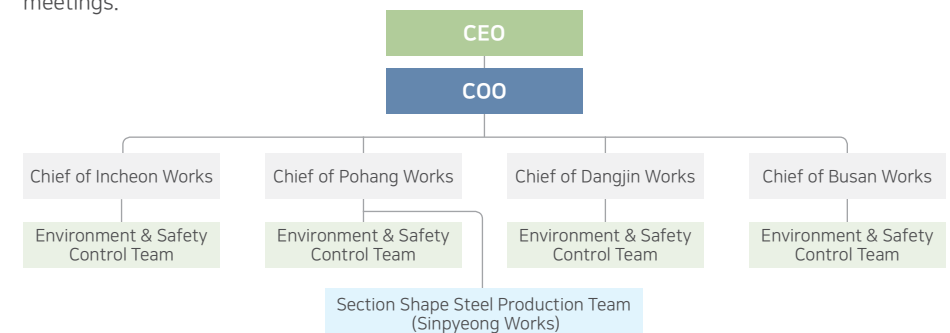 meetings.
CEO
COO
Chief of Incheon Works
Chief of Pohang Works
Chief of Dangjin Works
Chief of Busan Works
Environment & Safety
Control Team
Environment & Safety
Control Team
Environment & Safety
Control Team
Environment & Safety
Control Team
Section Shape Steel Production Team
(Sinpyeong Works)